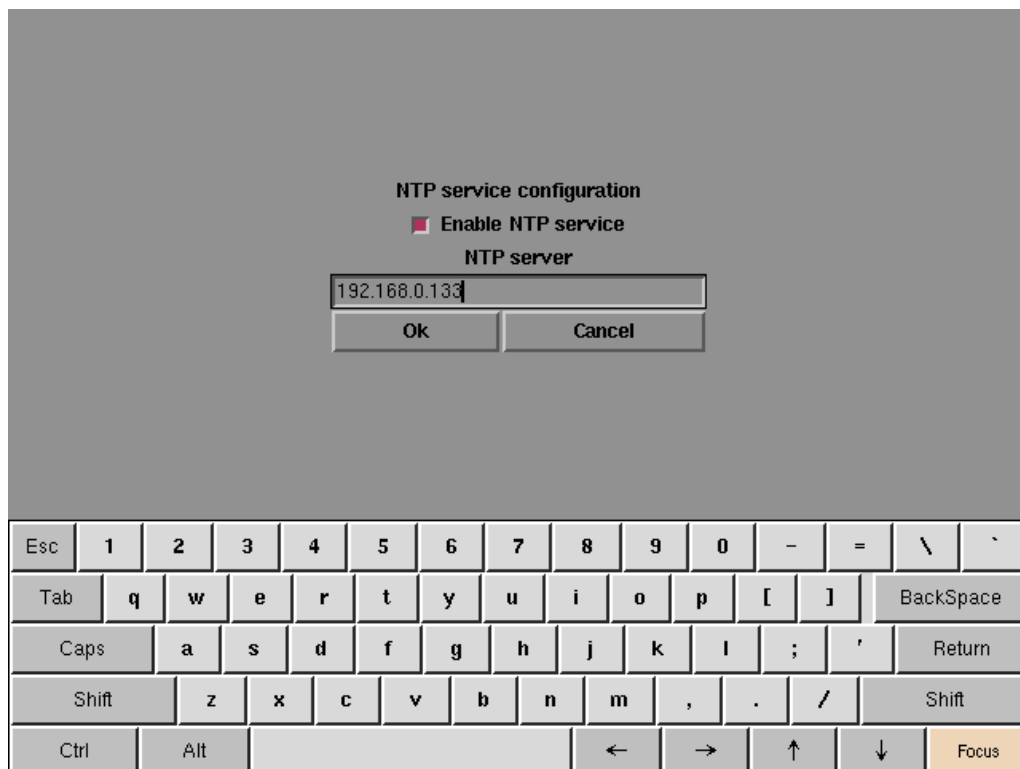 NTP service configuration
Enable NTP service
NTP server
192.168.0.133
Ok Cancel
Esc 1 2 3 4 5 6 7 8 9 0 - = \ `
Tab q w e r t y u i o p [ ] BackSpace
Caps a s d f g h j k l ; ' Return
Shift z x c v b n m , . / Shift
Ctrl Alt ← → ↑ ↓ Focus